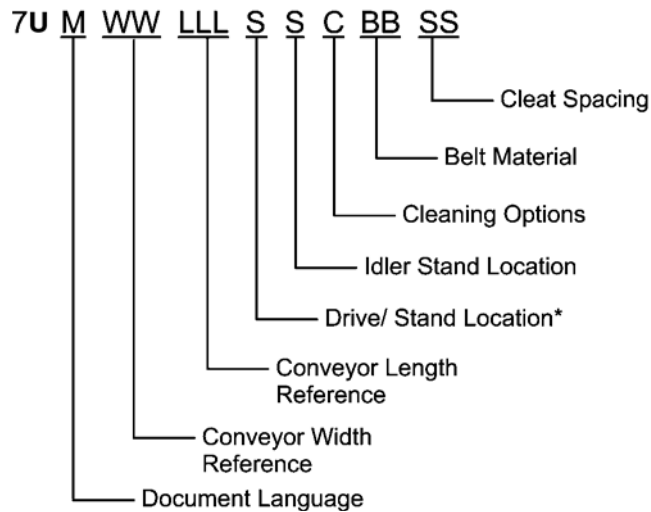 7U M WW LLL S S C BB SS
Cleat Spacing
Belt Material
Cleaning Options
Idler Stand Location
Drive/ Stand Location*
Conveyor Length
Reference
Conveyor Width
Reference
Document Language